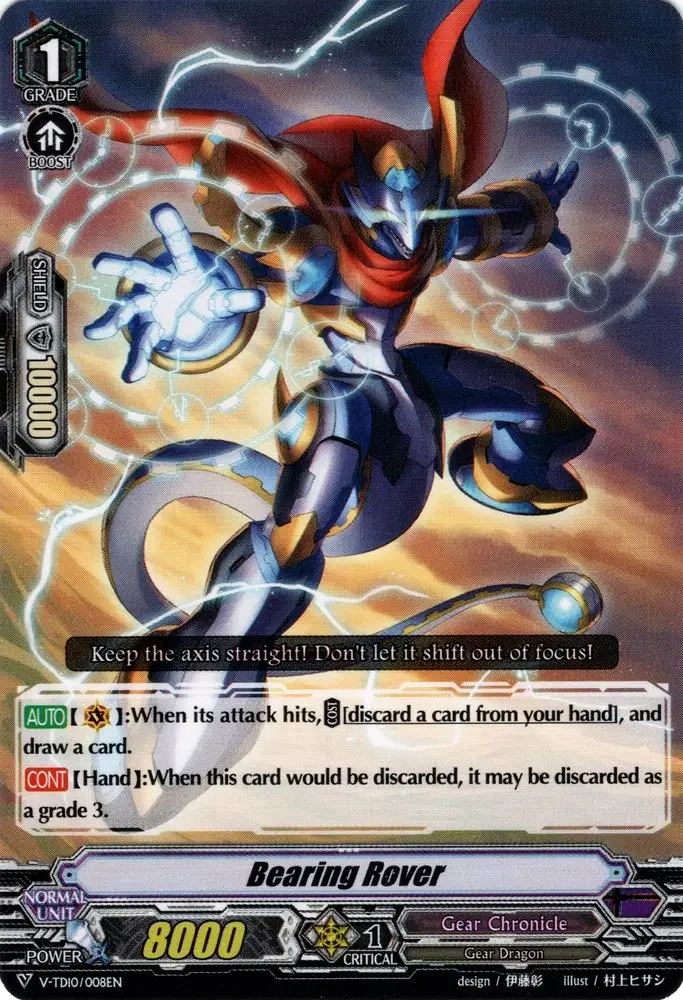 1
GRADE
BOOST
SHIELD
10000
Keep the axis straight! Don't let it shift out of focus!
AUTO【 】:When its attack hits, COST [discard a card from your hand], and
draw a card.
CONT【Hand】:When this card would be discarded, it may be discarded as
a grade 3.
Bearing Rover
NORMAL
UNIT
POWER 8000
1
CRITICAL
Gear Chronicle
Gear Dragon
V-TD10/008EN
design / 伊藤彰 illust / 村上ヒサシ